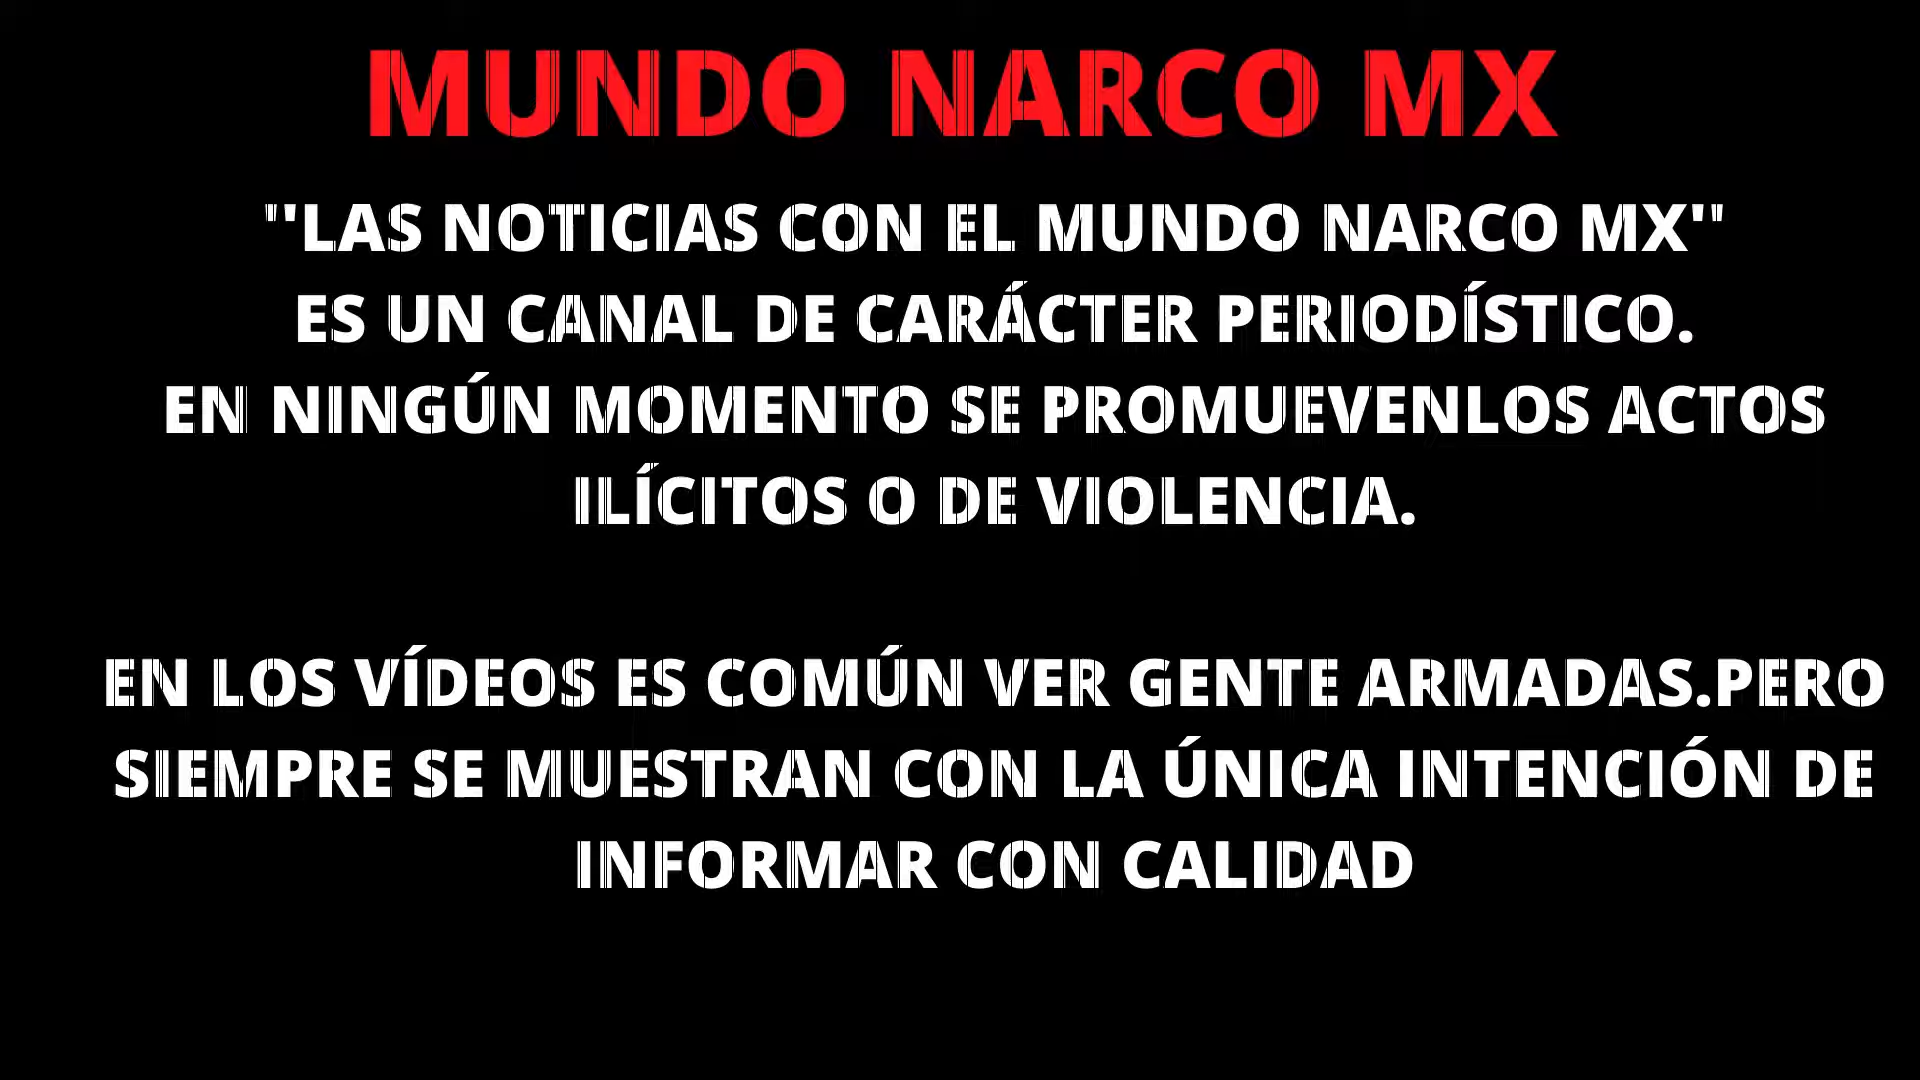 MUNDO NARCO MX
''LAS NOTICIAS CON EL MUNDO NARCO MX''
ES UN CANAL DE CARÁCTER PERIODÍSTICO.
EN NINGÚN MOMENTO SE PROMUEVENLOS ACTOS
ILÍCITOS O DE VIOLENCIA.
EN LOS VÍDEOS ES COMÚN VER GENTE ARMADAS.PERO
SIEMPRE SE MUESTRAN CON LA ÚNICA INTENCIÓN DE
INFORMAR CON CALIDAD